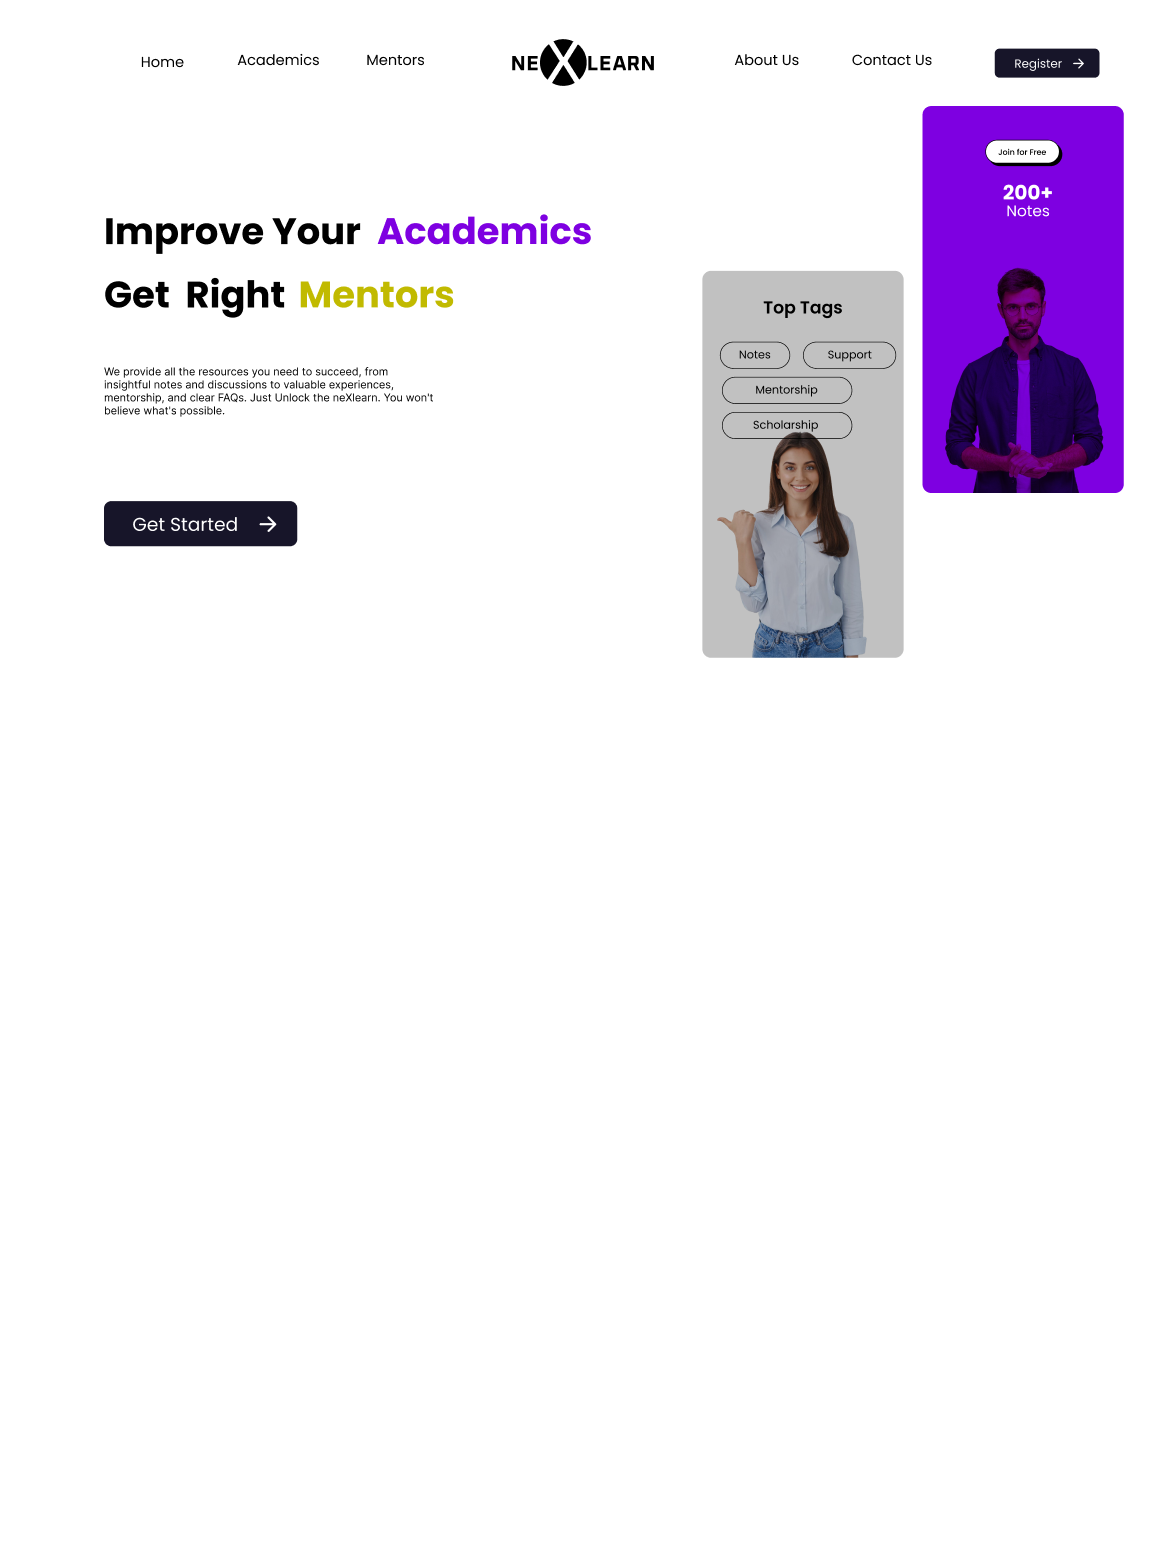 Home Academics Mentors NEXLEARN About Us Contact Us Register
Join for Free
200+
Notes
Improve Your Academics
Get Right Mentors
We provide all the resources you need to succeed, from
insightful notes and discussions to valuable experiences,
mentorship, and clear FAQs. Just Unlock the neXlearn. You won't
believe what's possible.
Get Started
Top Tags
Notes Support
Mentorship
Scholarship